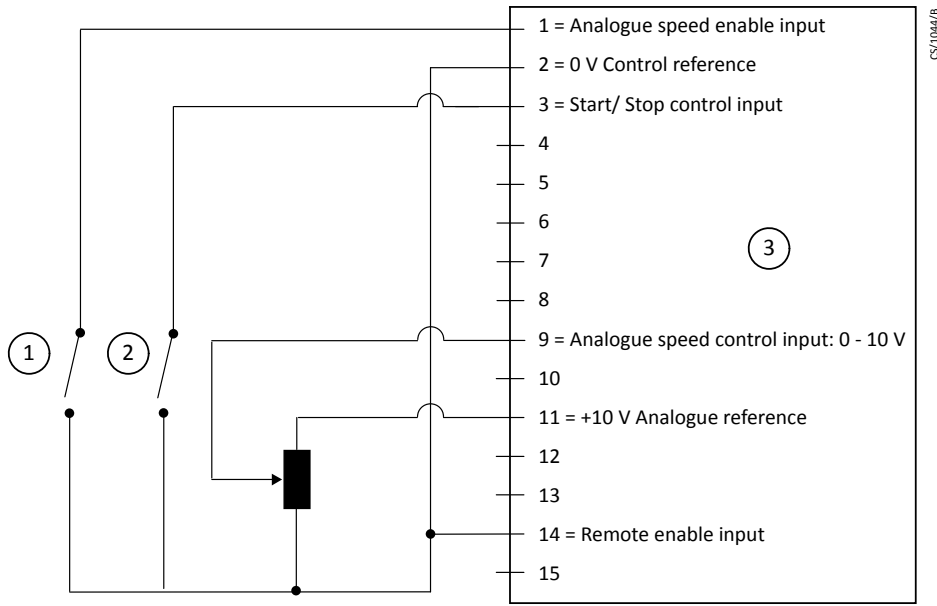 CS/1044/B
1 = Analogue speed enable input
2 = 0 V Control reference
3 = Start/ Stop control input
4
5
6
7
8
9 = Analogue speed control input: 0 - 10 V
10
11 = +10 V Analogue reference
12
13
14 = Remote enable input
15
1
2
3